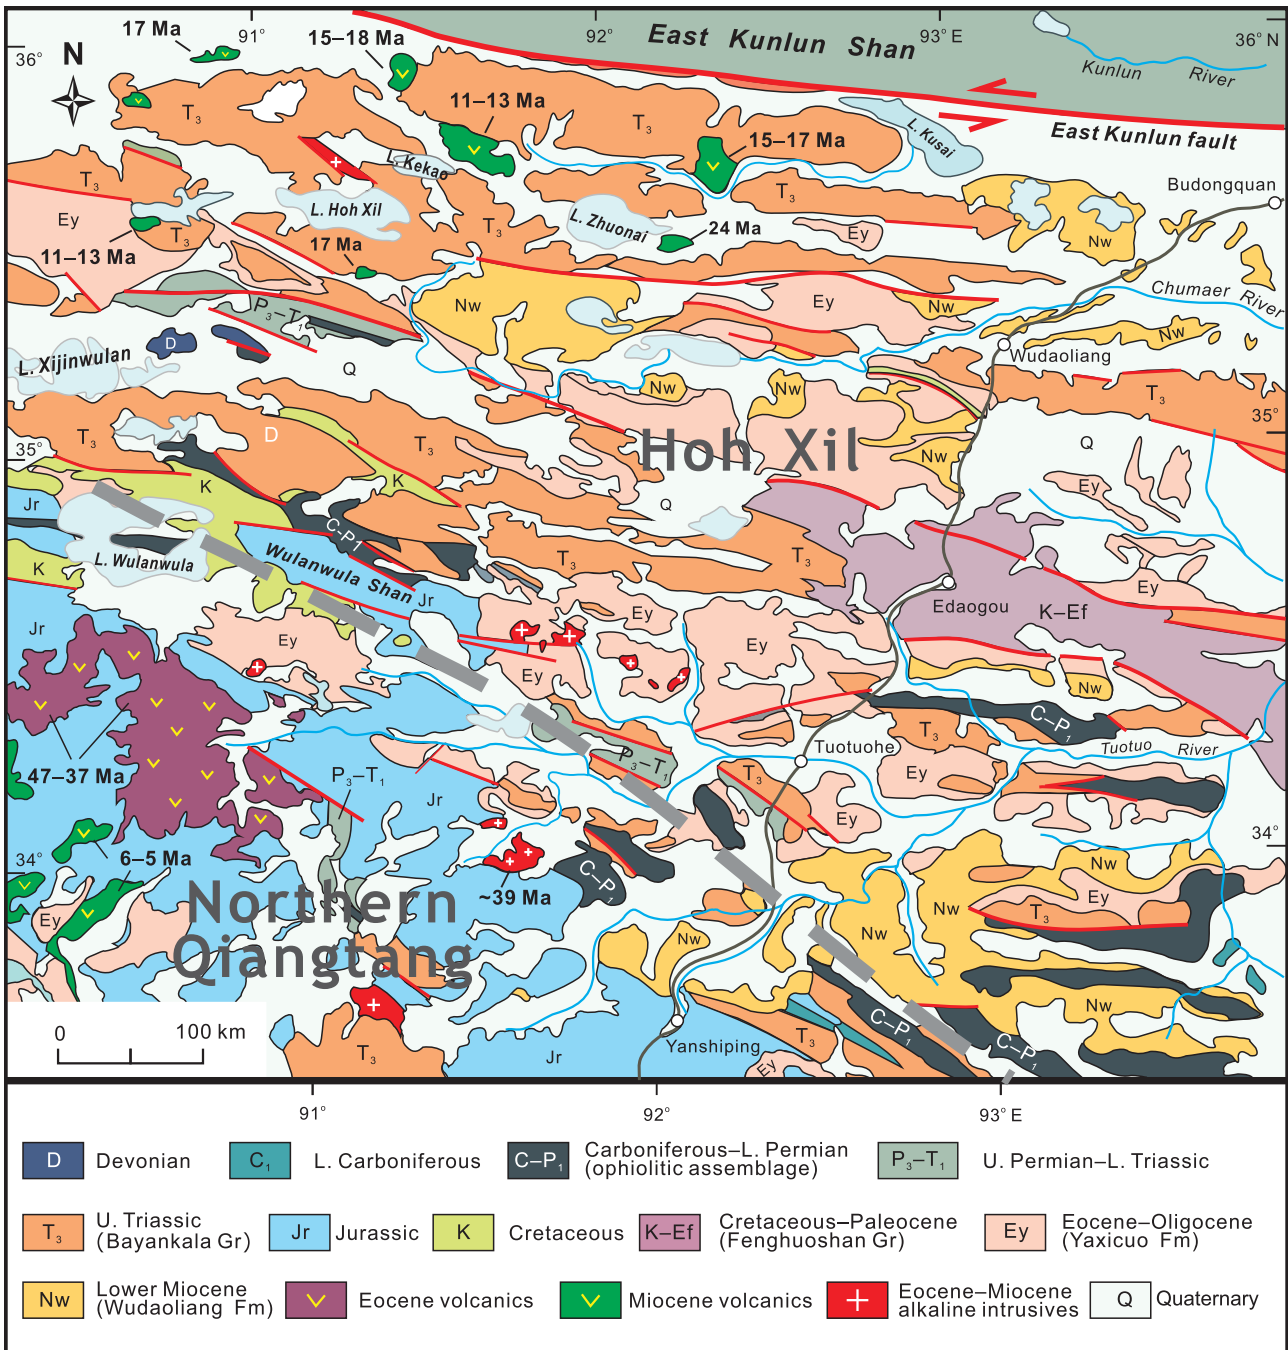 17 Ma
91°
15–18 Ma
92°
East Kunlun Shan
93° E
36° N
36°
N
Kunlun River
11–13 Ma
T3
T3
L. Kusai
East Kunlun fault
15–17 Ma
L. Kekao
T3
Budongquan
T3
L. Hoh Xil
Ey
T3
T3
L. Zhuonai
24 Ma
Ey
Nw
11–13 Ma
17 Ma
Chumaer River
P3–T1
Nw
Ey
Nw
Nw
D
L. Xijinwulan
Q
Wudaoliang
Nw
Nw
T3
35°
T3
D
T3
Hoh Xil
Q
35°
Nw
K
K
Ey
Jr
Q
C–P1
L. Wulanwula
Wulanwula Shan
T3
T3
K
Jr
Edaogou
K–Ef
Ey
Jr
Ey
Ey
Ey
Ey
Nw
C–P1
T3
Tuotuo River
47–37 Ma
P3–T1
P3–T1
Tuotuohe
T3
Ey
Jr
Ey
34°
34°
6–5 Ma
Nw
C–P1
~39 Ma
Ey
Northern
Qiangtang
Ey
Nw
T3
Nw
Nw
Nw
0
100 km
C–P1
T3
C–P1
T3
Jr
Yanshiping
Ey
91°
92°
93° E
D
Devonian
C1
L. Carboniferous
C–P1
Carboniferous–L. Permian
(ophiolitic assemblage)
P3–T1
U. Permian–L. Triassic
T3
U. Triassic
(Bayankala Gr)
Jr
Jurassic
K
Cretaceous
K–Ef
Cretaceous–Paleocene
(Fenghuoshan Gr)
Ey
Eocene–Oligocene
(Yaxicuo Fm)
Nw
Lower Miocene
(Wudaoliang Fm)
Eocene volcanics
Miocene volcanics
Eocene–Miocene
alkaline intrusives
Q
Quaternary